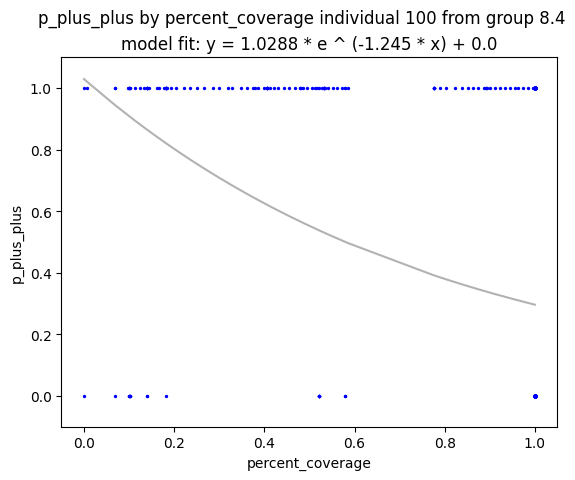 p_plus_plus by percent_coverage individual 100 from group 8.4
model fit: y = 1.0288 * e ^ (-1.245 * x) + 0.0
1.0
0.8
0.6
0.4
0.2
0.0
p_plus_plus
0.0 0.2 0.4 0.6 0.8 1.0
percent_coverage